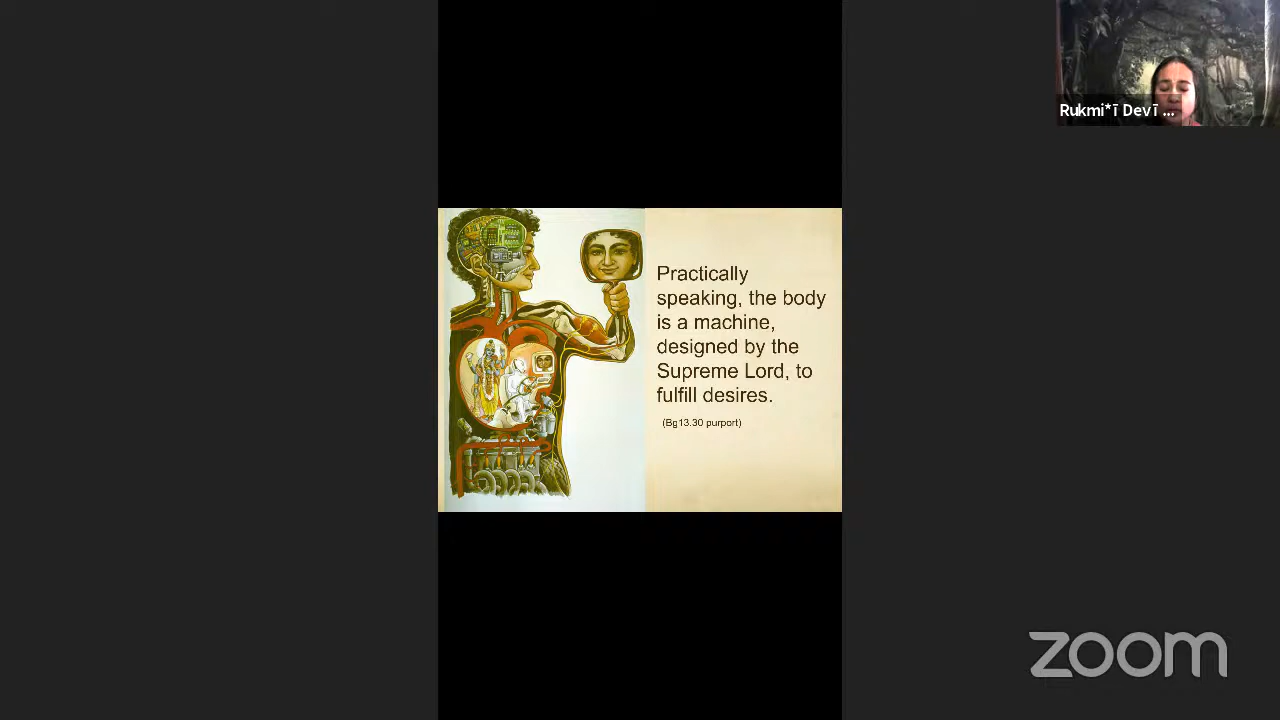 Rukmi*ī Devī ...
Practically
speaking, the body
is a machine,
designed by the
Supreme Lord, to
fulfill desires.
(Bg13.30 purport)
zoom